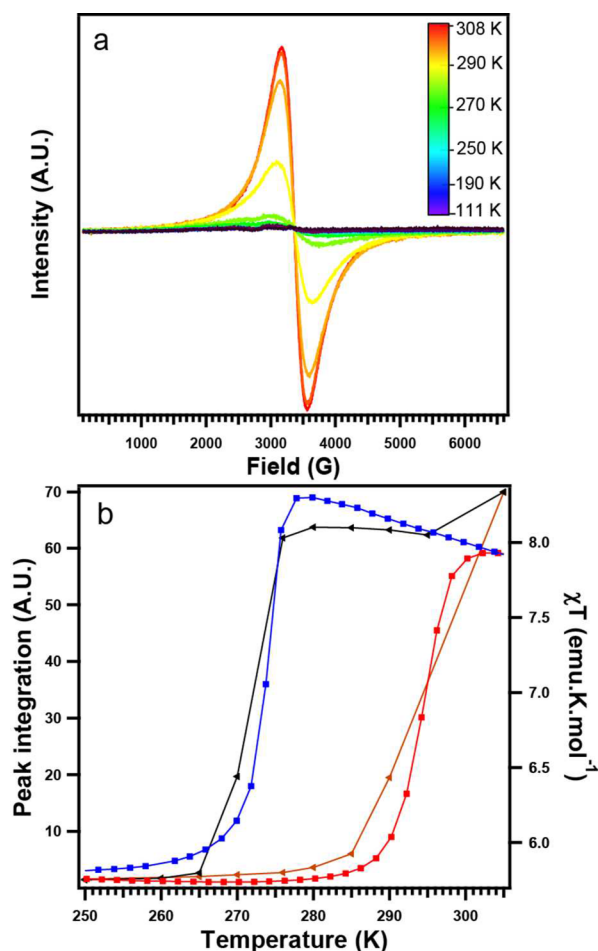 a
308 K
290 K
270 K
250 K
190 K
111 K
Intensity (A.U.)
1000 2000 3000 4000 5000 6000
Field (G)
b
70
60
50
40
30
20
10
Peak integration (A.U.)
8.0
7.5
7.0
6.5
6.0
χT (emu.K.mol⁻¹)
250 260 270 280 290 300
Temperature (K)